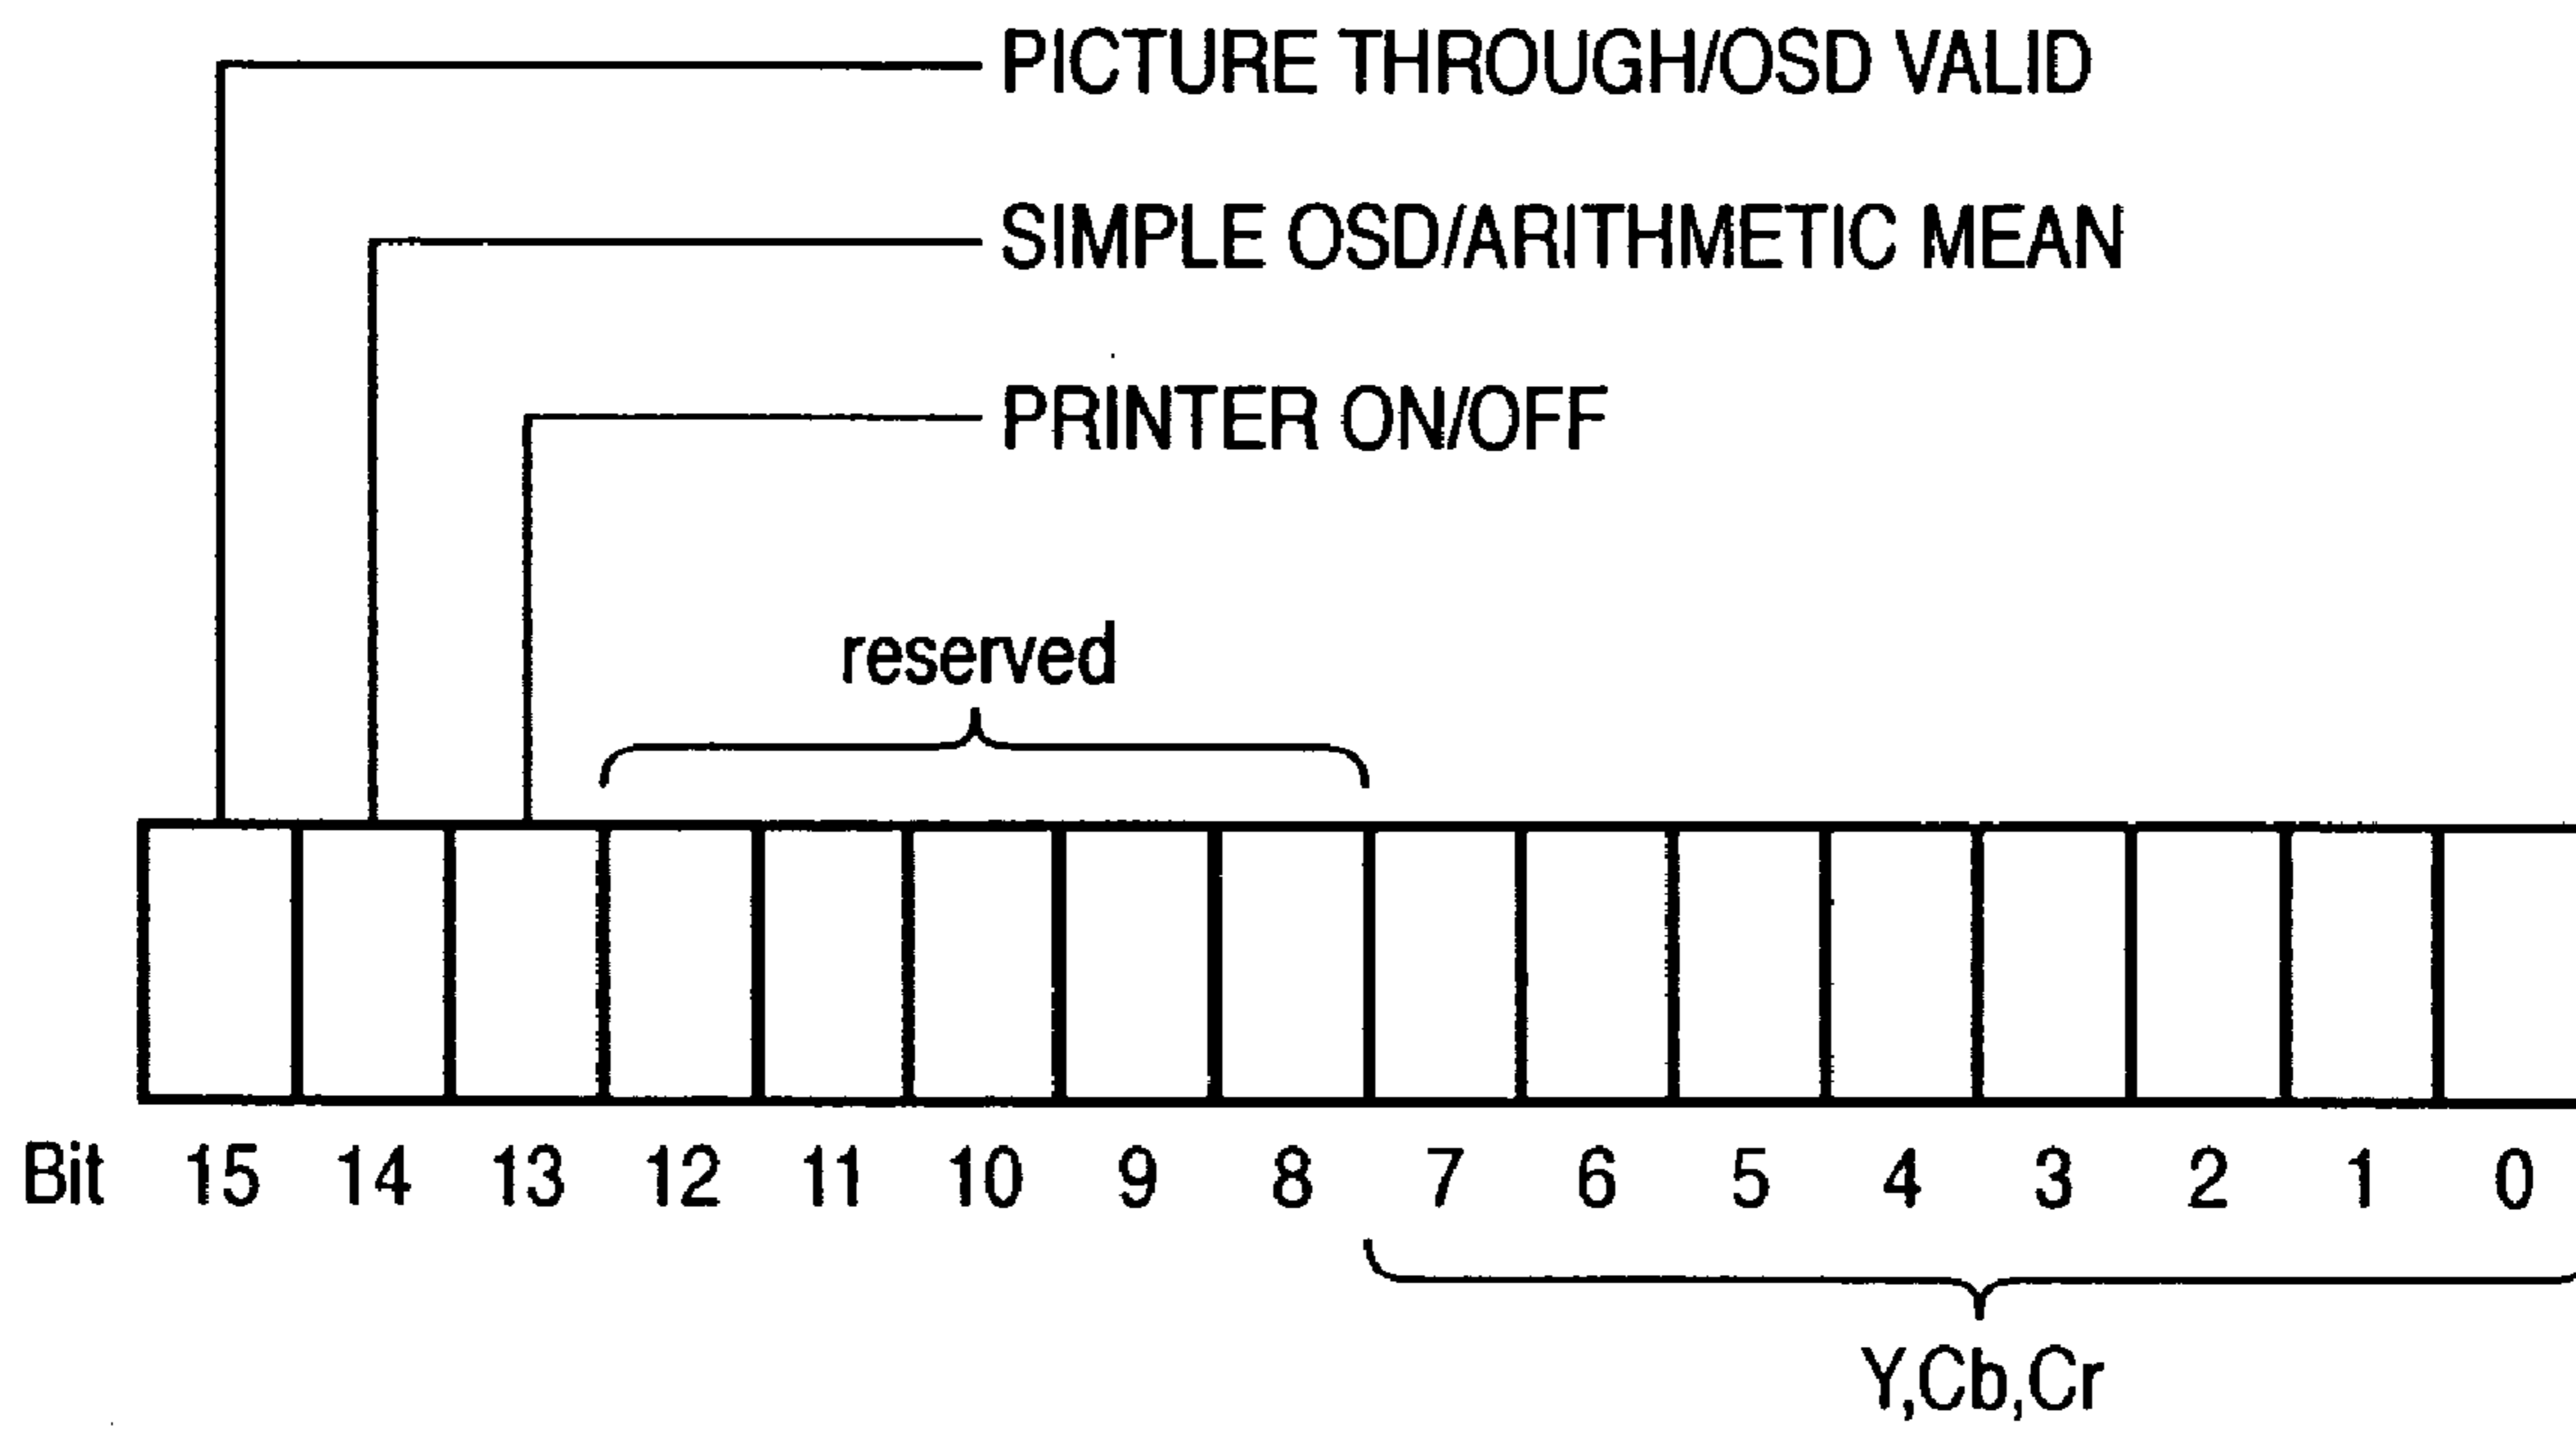 PICTURE THROUGH/OSD VALID
SIMPLE OSD/ARITHMETIC MEAN
PRINTER ON/OFF
reserved
Bit 15 14 13 12 11 10 9 8 7 6 5 4 3 2 1 0
Y,Cb,Cr